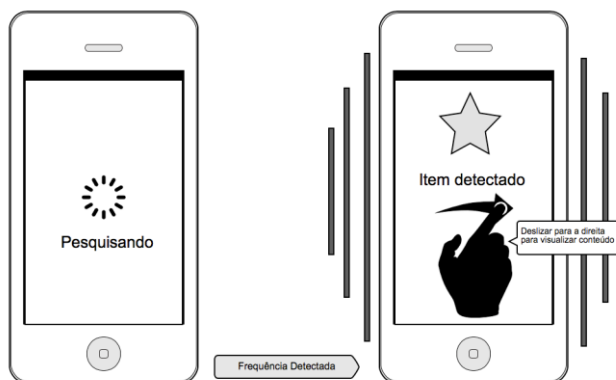 Pesquisando
Frequência Detectada
Item detectado
Deslizar para a direita
para visualizar conteúdo